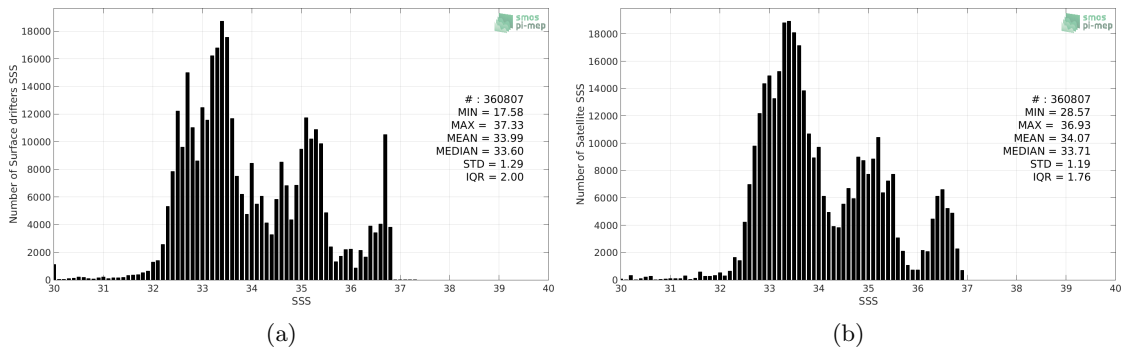 18000
16000
14000
12000
10000
8000
6000
4000
2000
0
30 31 32 33 34 35 36 37 38 39 40
SSS
Number of Surface drifters SSS
smos
pi-mep
# : 360807
MIN = 17.58
MAX = 37.33
MEAN = 33.99
MEDIAN = 33.60
STD = 1.29
IQR = 2.00
(a)
18000
16000
14000
12000
10000
8000
6000
4000
2000
0
30 31 32 33 34 35 36 37 38 39 40
SSS
Number of Satellite SSS
smos
pi-mep
# : 360807
MIN = 28.57
MAX = 36.93
MEAN = 34.07
MEDIAN = 33.71
STD = 1.19
IQR = 1.76
(b)